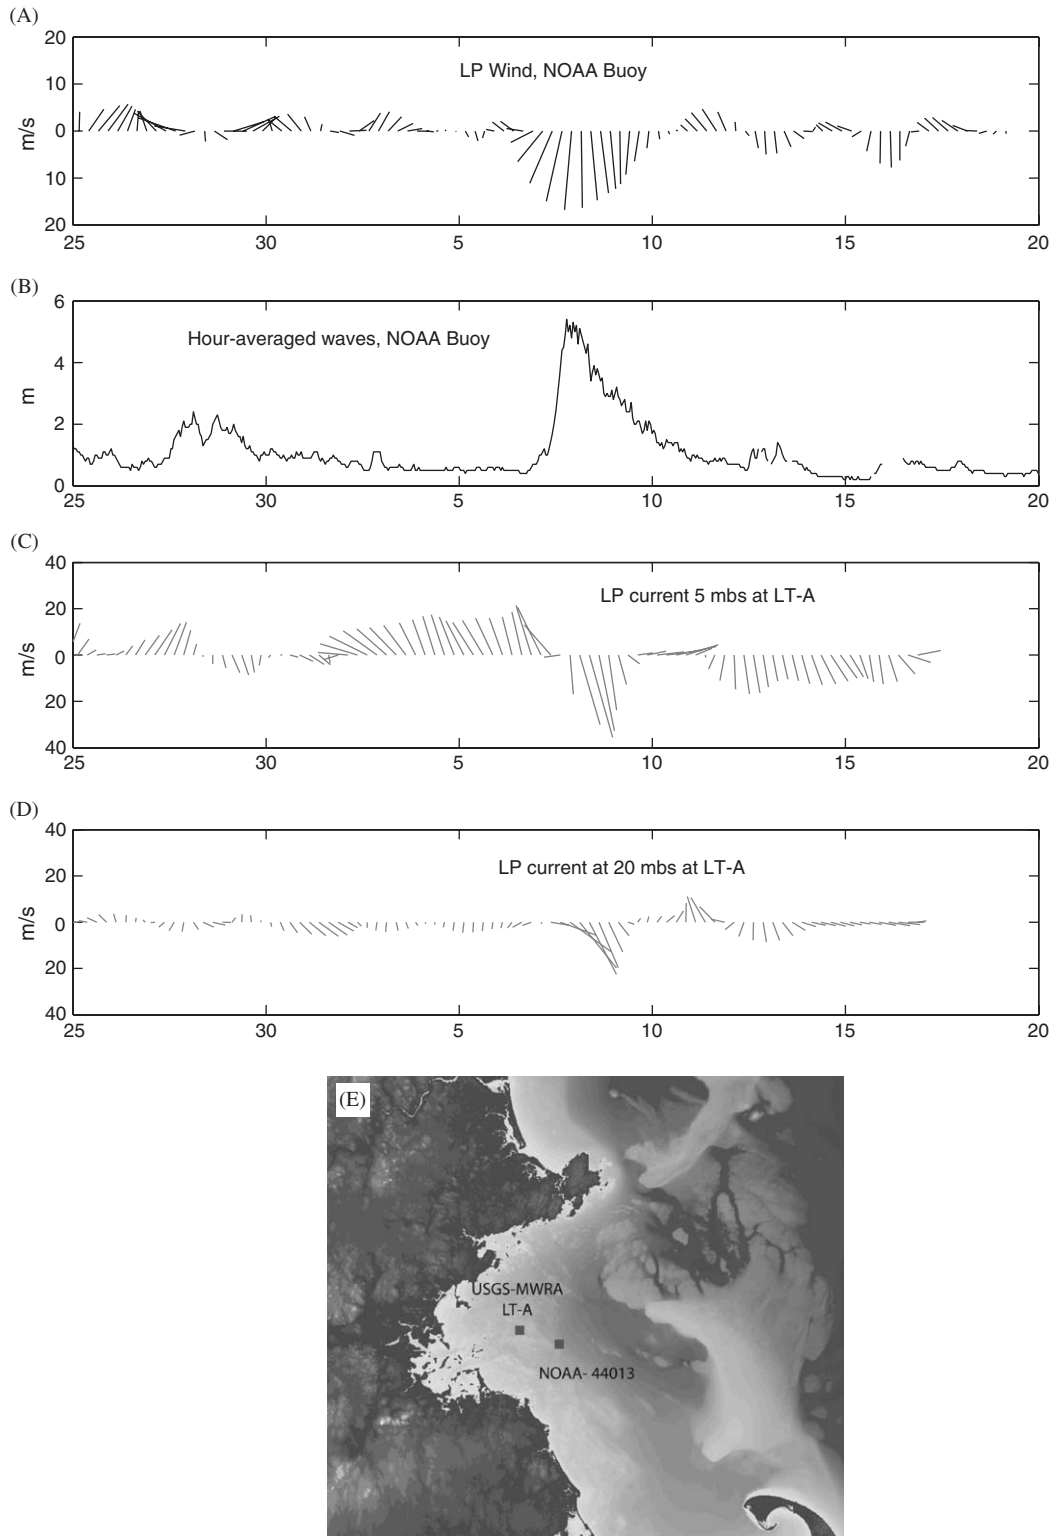 (A)
20
LP Wind, NOAA Buoy
10
m/s
0
10
20
25 30 5 10 15 20
(B)
6
Hour-averaged waves, NOAA Buoy
4
m
2
0
25 30 5 10 15 20
(C)
40
LP current 5 mbs at LT-A
20
m/s
0
20
40
25 30 5 10 15 20
(D)
40
LP current at 20 mbs at LT-A
20
m/s
0
20
40
25 30 5 10 15 20
(E)
USGS-MWRA
LT-A
NOAA- 44013